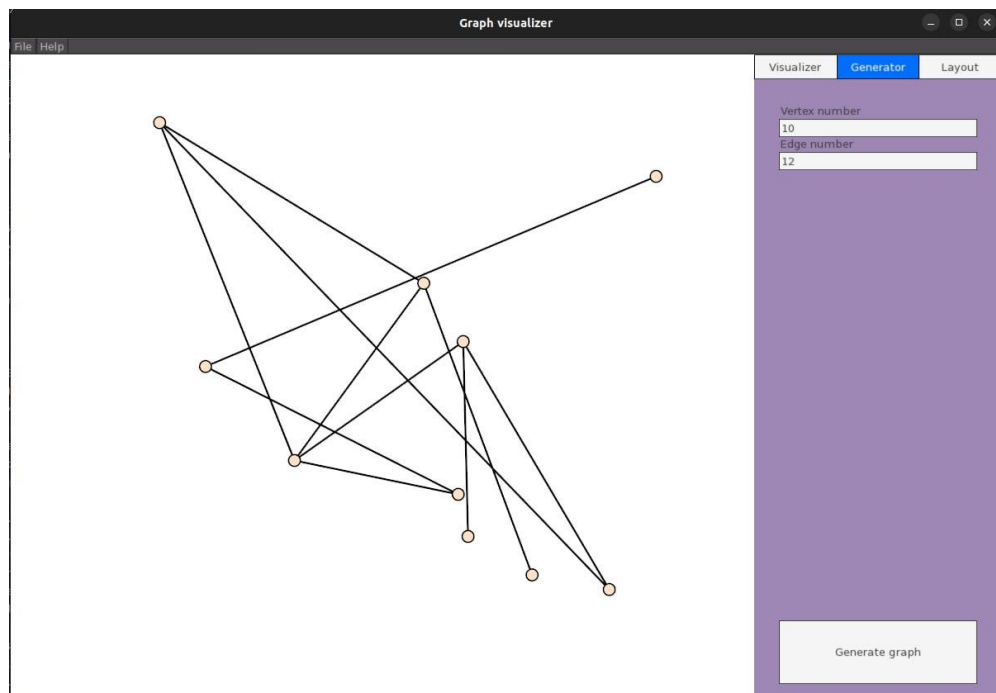 Graph visualizer
File Help
Visualizer Generator Layout
Vertex number
10
Edge number
12
Generate graph